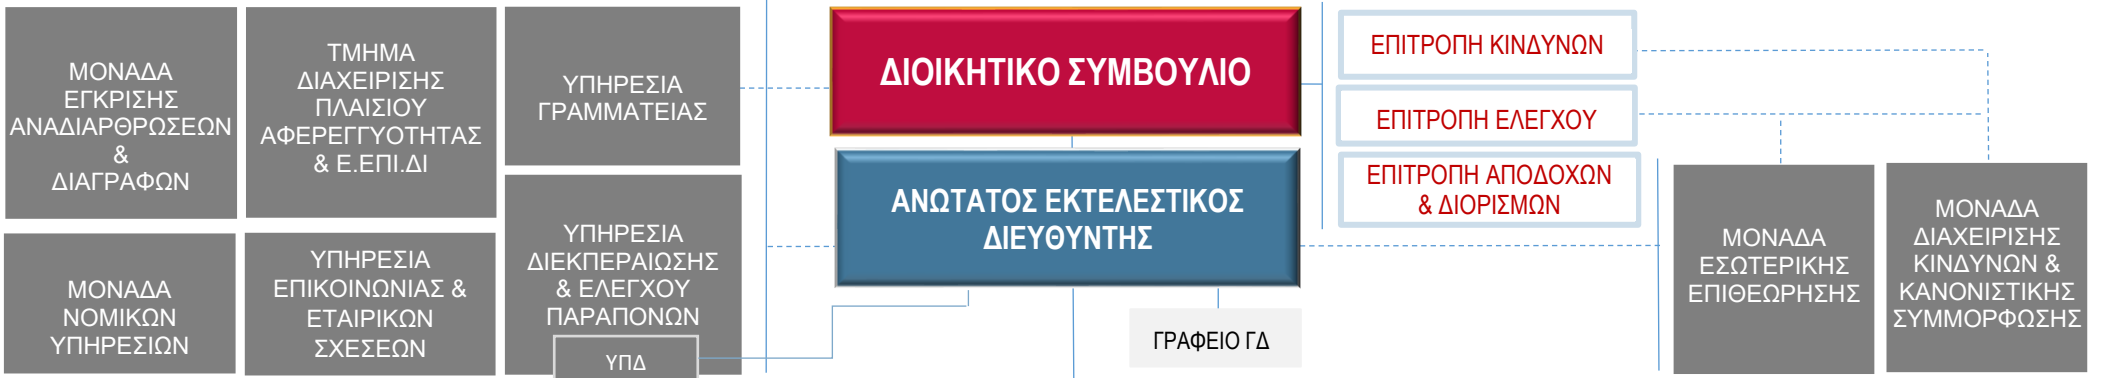 ΜΟΝΑΔΑ
ΕΓΚΡΙΣΗΣ
ΑΝΑΔΙΑΡΘΡΩΣΕΩΝ
&
ΔΙΑΓΡΑΦΩΝ
ΤΜΗΜΑ
ΔΙΑΧΕΙΡΙΣΗΣ
ΠΛΑΙΣΙΟΥ
ΑΦΕΡΕΓΓΥΟΤΗΤΑΣ
& Ε.ΕΠΙ.ΔΙ
ΥΠΗΡΕΣΙΑ
ΓΡΑΜΜΑΤΕΙΑΣ
ΔΙΟΙΚΗΤΙΚΟ ΣΥΜΒΟΥΛΙΟ
ΕΠΙΤΡΟΠΗ ΚΙΝΔΥΝΩΝ
ΕΠΙΤΡΟΠΗ ΕΛΕΓΧΟΥ
ΕΠΙΤΡΟΠΗ ΑΠΟΔΟΧΩΝ
& ΔΙΟΡΙΣΜΩΝ
ΜΟΝΑΔΑ
ΝΟΜΙΚΩΝ
ΥΠΗΡΕΣΙΩΝ
ΥΠΗΡΕΣΙΑ
ΕΠΙΚΟΙΝΩΝΙΑΣ &
ΕΤΑΙΡΙΚΩΝ
ΣΧΕΣΕΩΝ
ΥΠΗΡΕΣΙΑ
ΔΙΕΚΠΕΡΑΙΩΣΗΣ
& ΕΛΕΓΧΟΥ
ΠΑΡΑΠΟΝΩΝ
ΥΠΔ
ΑΝΩΤΑΤΟΣ ΕΚΤΕΛΕΣΤΙΚΟΣ
ΔΙΕΥΘΥΝΤΗΣ
ΓΡΑΦΕΙΟ ΓΔ
ΜΟΝΑΔΑ
ΕΣΩΤΕΡΙΚΗΣ
ΕΠΙΘΕΩΡΗΣΗΣ
ΜΟΝΑΔΑ
ΔΙΑΧΕΙΡΙΣΗΣ
ΚΙΝΔΥΝΩΝ &
ΚΑΝΟΝΙΣΤΙΚΗΣ
ΣΥΜΜΟΡΦΩΣΗΣ